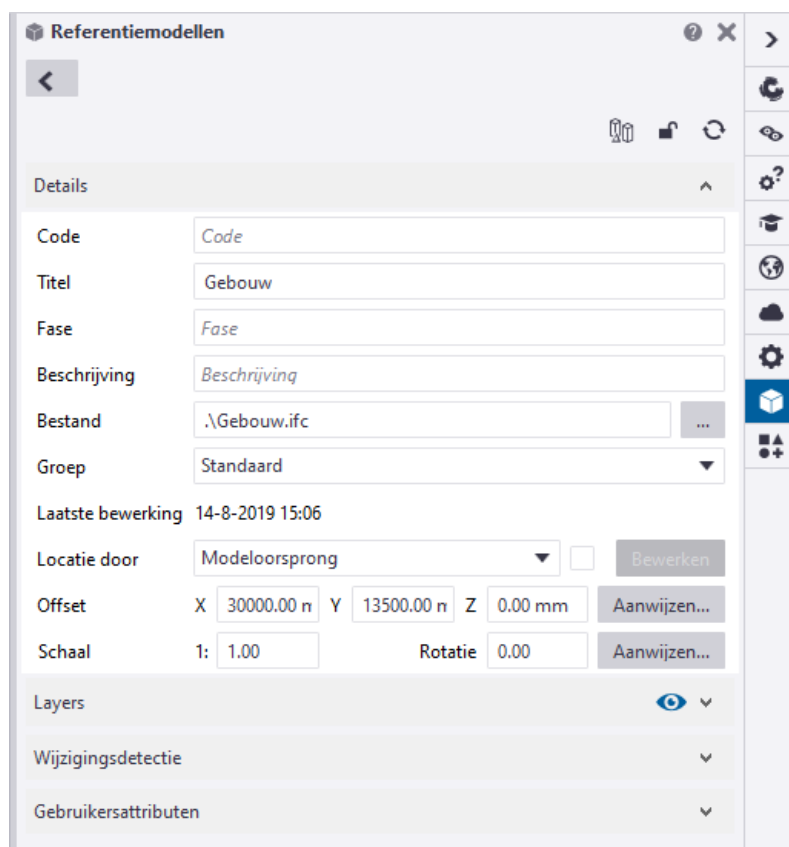 Referentiemodellen
Details
Code Code
Titel Gebouw
Fase Fase
Beschrijving Beschrijving
Bestand .\Gebouw.ifc ...
Groep Standaard
Laatste bewerking 14-8-2019 15:06
Locatie door Modeloorsprong Bewerken
Offset X 30000.00 Y 13500.00 Z 0.00 mm Aanwijzen...
Schaal 1: 1.00 Rotatie 0.00 Aanwijzen...
Layers
Wijzigingsdetectie
Gebruikersattributen